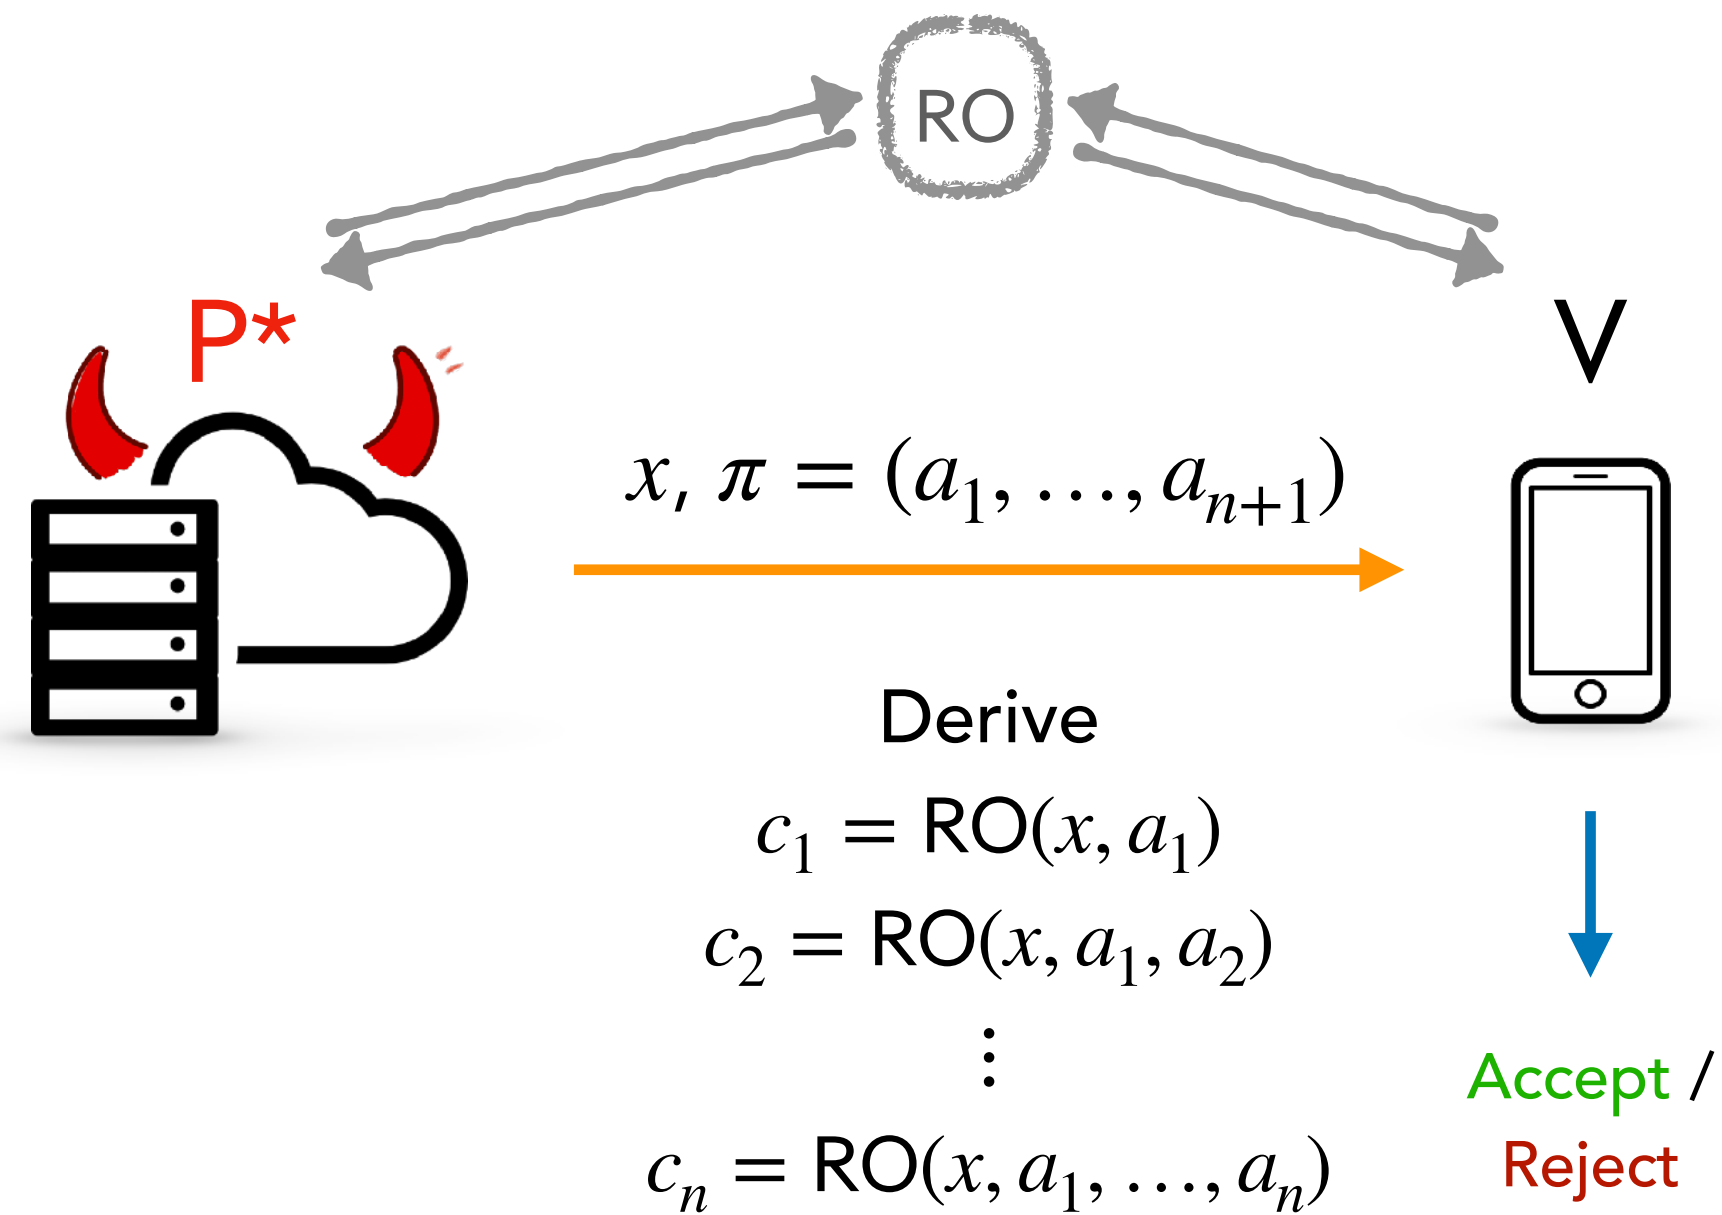 RO
P*
V
x, π = (a₁, …, aₙ₊₁)
Derive
c₁ = RO(x, a₁)
c₂ = RO(x, a₁, a₂)
⋮
cₙ = RO(x, a₁, …, aₙ)
Accept /
Reject